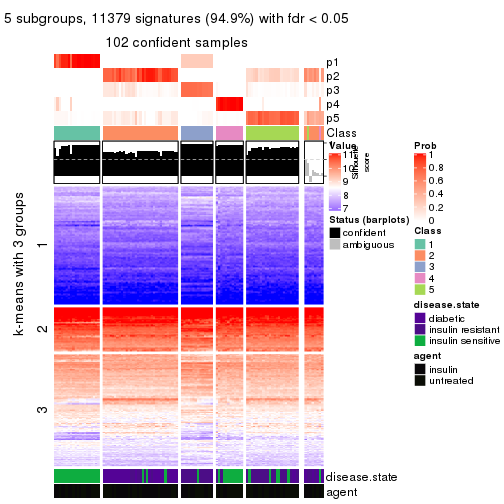 5 subgroups, 11379 signatures (94.9%) with fdr < 0.05
102 confident samples
p1
p2
p3
p4
p5
Class
Silhouette
score
k-means with 3 groups
1
2
3
disease.state
agent
Value
11
10
9
8
7
Status (barplots)
confident
ambiguous
Prob
1
0.8
0.6
0.4
0.2
0
Class
1
2
3
4
5
disease.state
diabetic
insulin resistant
insulin sensitive
agent
insulin
untreated